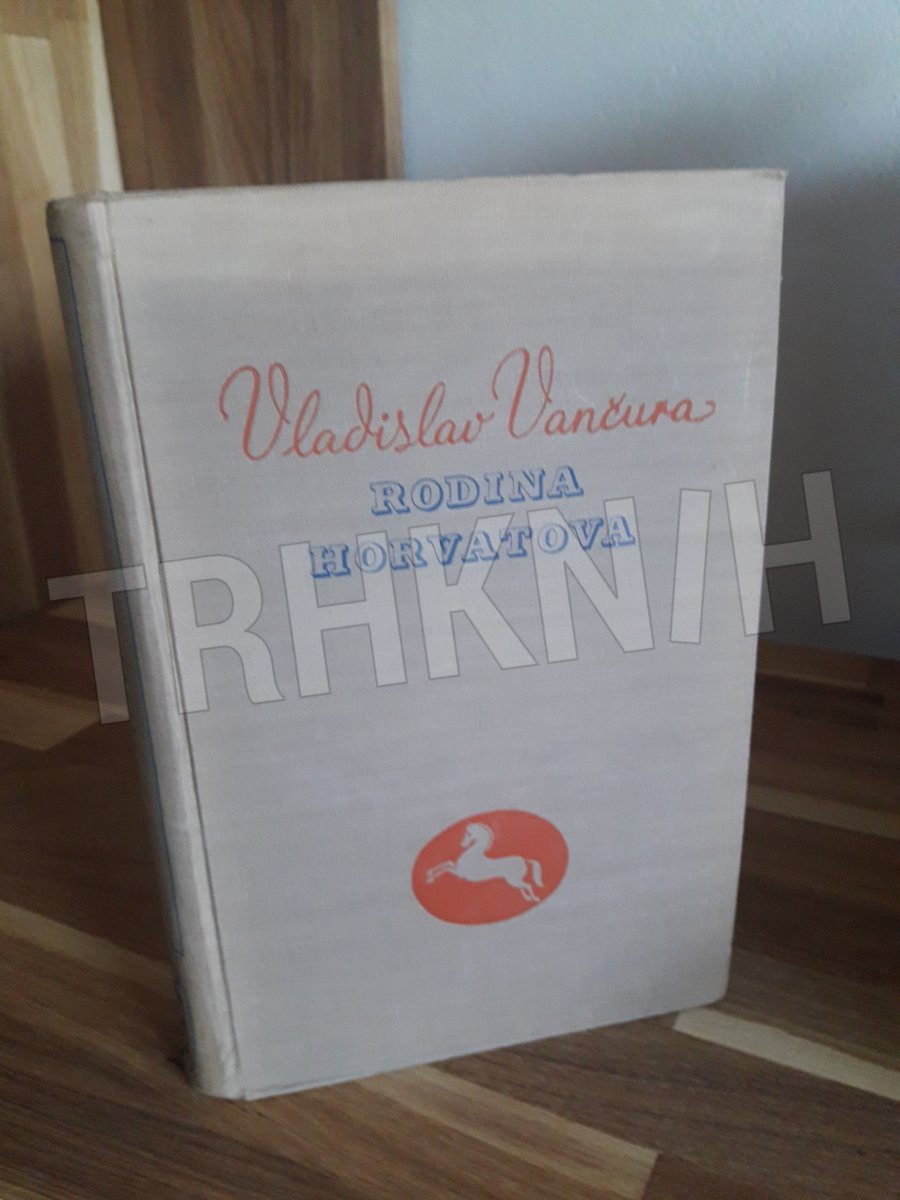 Vladislav Vančura
RODINA
HORVATOVA
TRHKNIH